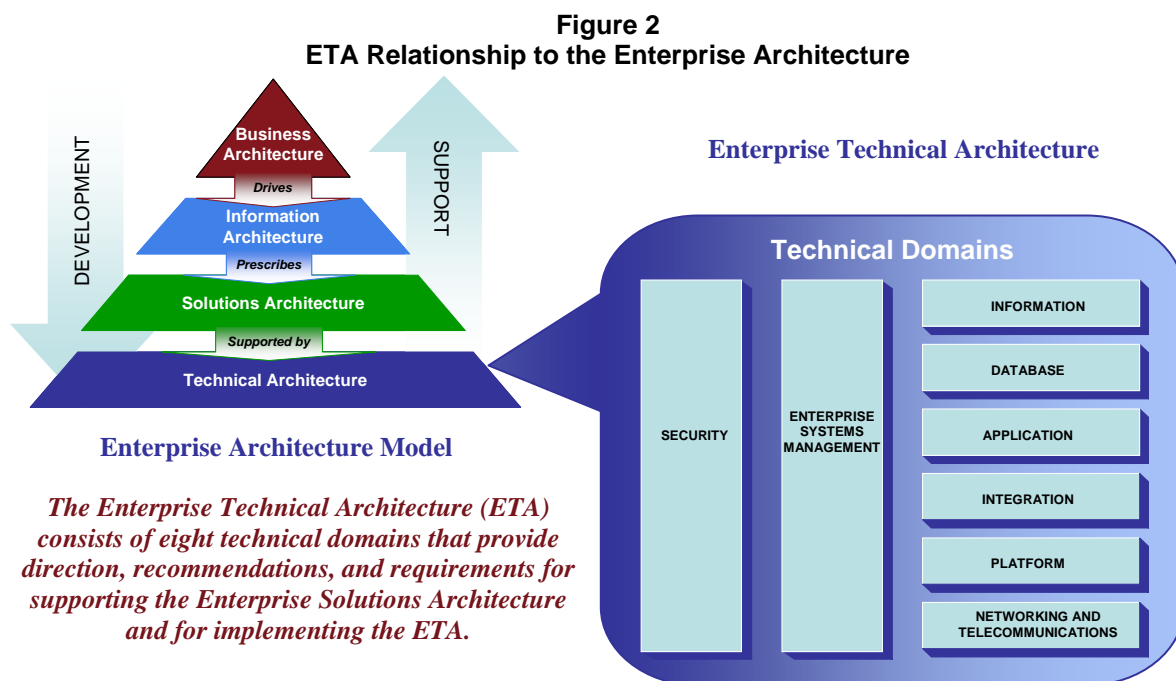 Figure 2
ETA Relationship to the Enterprise Architecture
DEVELOPMENT
Business
Architecture
Drives
Information
Architecture
Prescribes
Solutions Architecture
Supported by
Technical Architecture
SUPPORT
Enterprise Architecture Model
The Enterprise Technical Architecture (ETA)
consists of eight technical domains that provide
direction, recommendations, and requirements for
supporting the Enterprise Solutions Architecture
and for implementing the ETA.
Enterprise Technical Architecture
Technical Domains
SECURITY
ENTERPRISE
SYSTEMS
MANAGEMENT
INFORMATION
DATABASE
APPLICATION
INTEGRATION
PLATFORM
NETWORKING AND
TELECOMMUNICATIONS